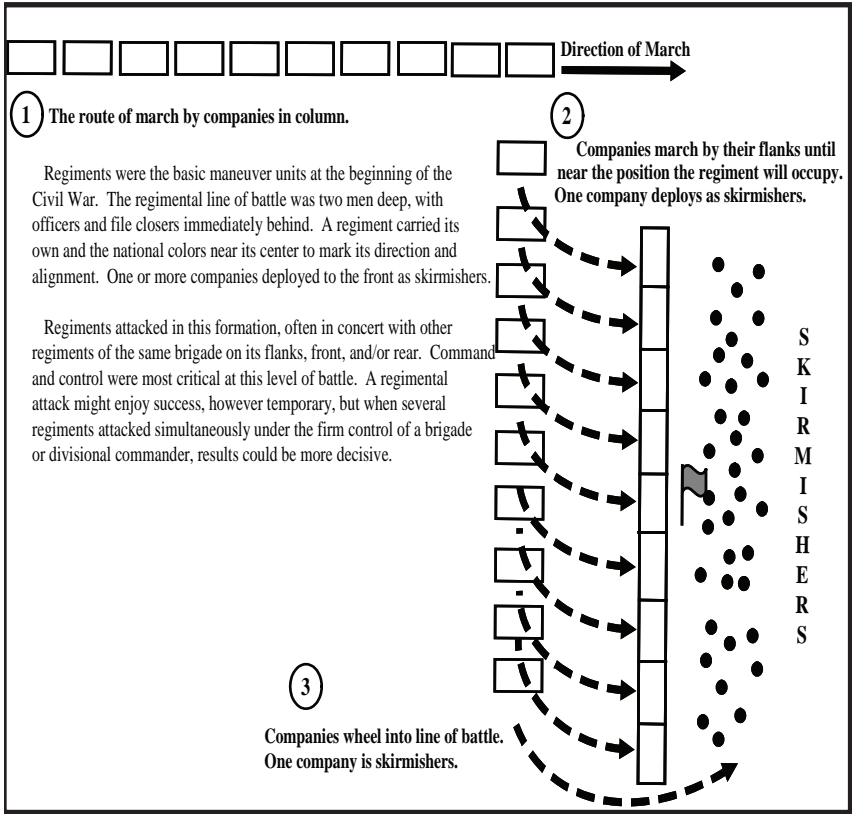 Direction of March
1 The route of march by companies in column.
Regiments were the basic maneuver units at the beginning of the
Civil War. The regimental line of battle was two men deep, with
officers and file closers immediately behind. A regiment carried its
own and the national colors near its center to mark its direction and
alignment. One or more companies deployed to the front as skirmishers.
Regiments attacked in this formation, often in concert with other
regiments of the same brigade on its flanks, front, and/or rear. Command
and control were most critical at this level of battle. A regimental
attack might enjoy success, however temporary, but when several
regiments attacked simultaneously under the firm control of a brigade
or divisional commander, results could be more decisive.
2
Companies march by their flanks until
near the position the regiment will occupy.
One company deploys as skirmishers.
SKIRMISHERS
3
Companies wheel into line of battle.
One company is skirmishers.